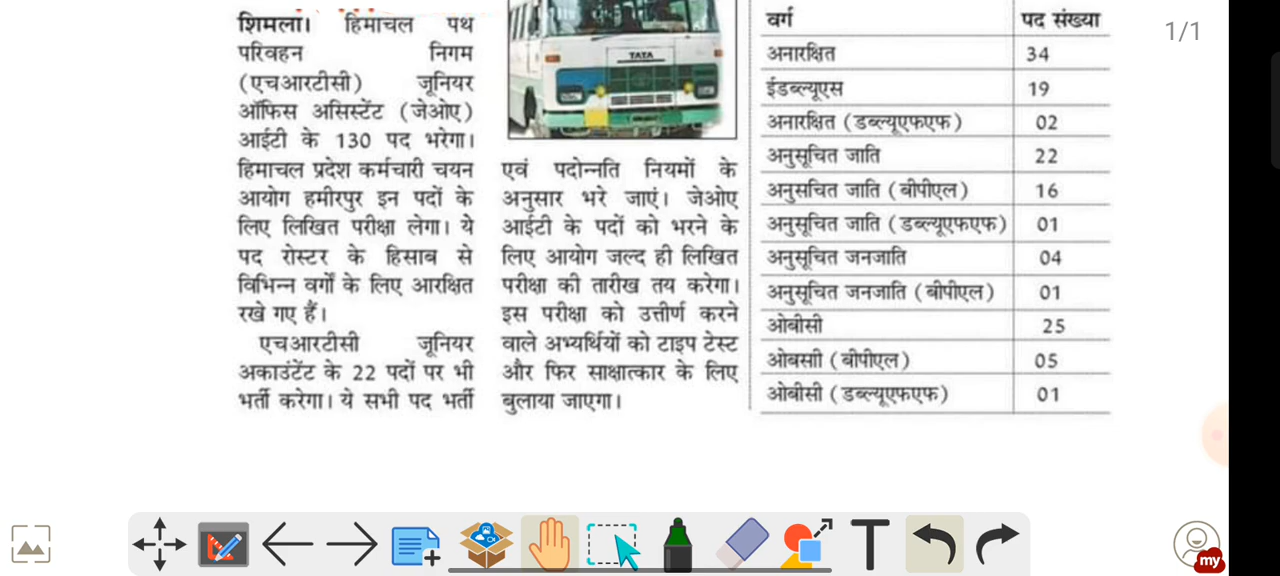 शिमला। हिमाचल पथ
परिवहन निगम
(एचआरटीसी) जूनियर
ऑफिस असिस्टेंट (जेओए)
आईटी के 130 पद भरेगा।
हिमाचल प्रदेश कर्मचारी चयन
आयोग हमीरपुर इन पदों के
लिए लिखित परीक्षा लेगा। ये
पद रोस्टर के हिसाब से
विभिन्न वर्गों के लिए आरक्षित
रखे गए हैं।
एचआरटीसी जूनियर
अकाउंटेंट के 22 पदों पर भी
भर्ती करेगा। ये सभी पद भर्ती
TATA
एवं पदोन्नति नियमों के
अनुसार भरे जाएं। जेओए
आईटी के पदों को भरने के
लिए आयोग जल्द ही लिखित
परीक्षा की तारीख तय करेगा।
इस परीक्षा को उत्तीर्ण करने
वाले अभ्यर्थियों को टाइप टेस्ट
और फिर साक्षात्कार के लिए
बुलाया जाएगा।
वर्ग पद संख्या
अनारक्षित 34
ईडब्ल्यूएस 19
अनारक्षित (डब्ल्यूएफएफ) 02
अनुसूचित जाति 22
अनुसचित जाति (बीपीएल) 16
अनुसूचित जाति (डब्ल्यूएफएफ) 01
अनुसूचित जनजाति 04
अनुसूचित जनजाति (बीपीएल) 01
ओबीसी 25
ओबसाी (बीपीएल) 05
ओबीसी (डब्ल्यूएफएफ) 01
1/1
T
my